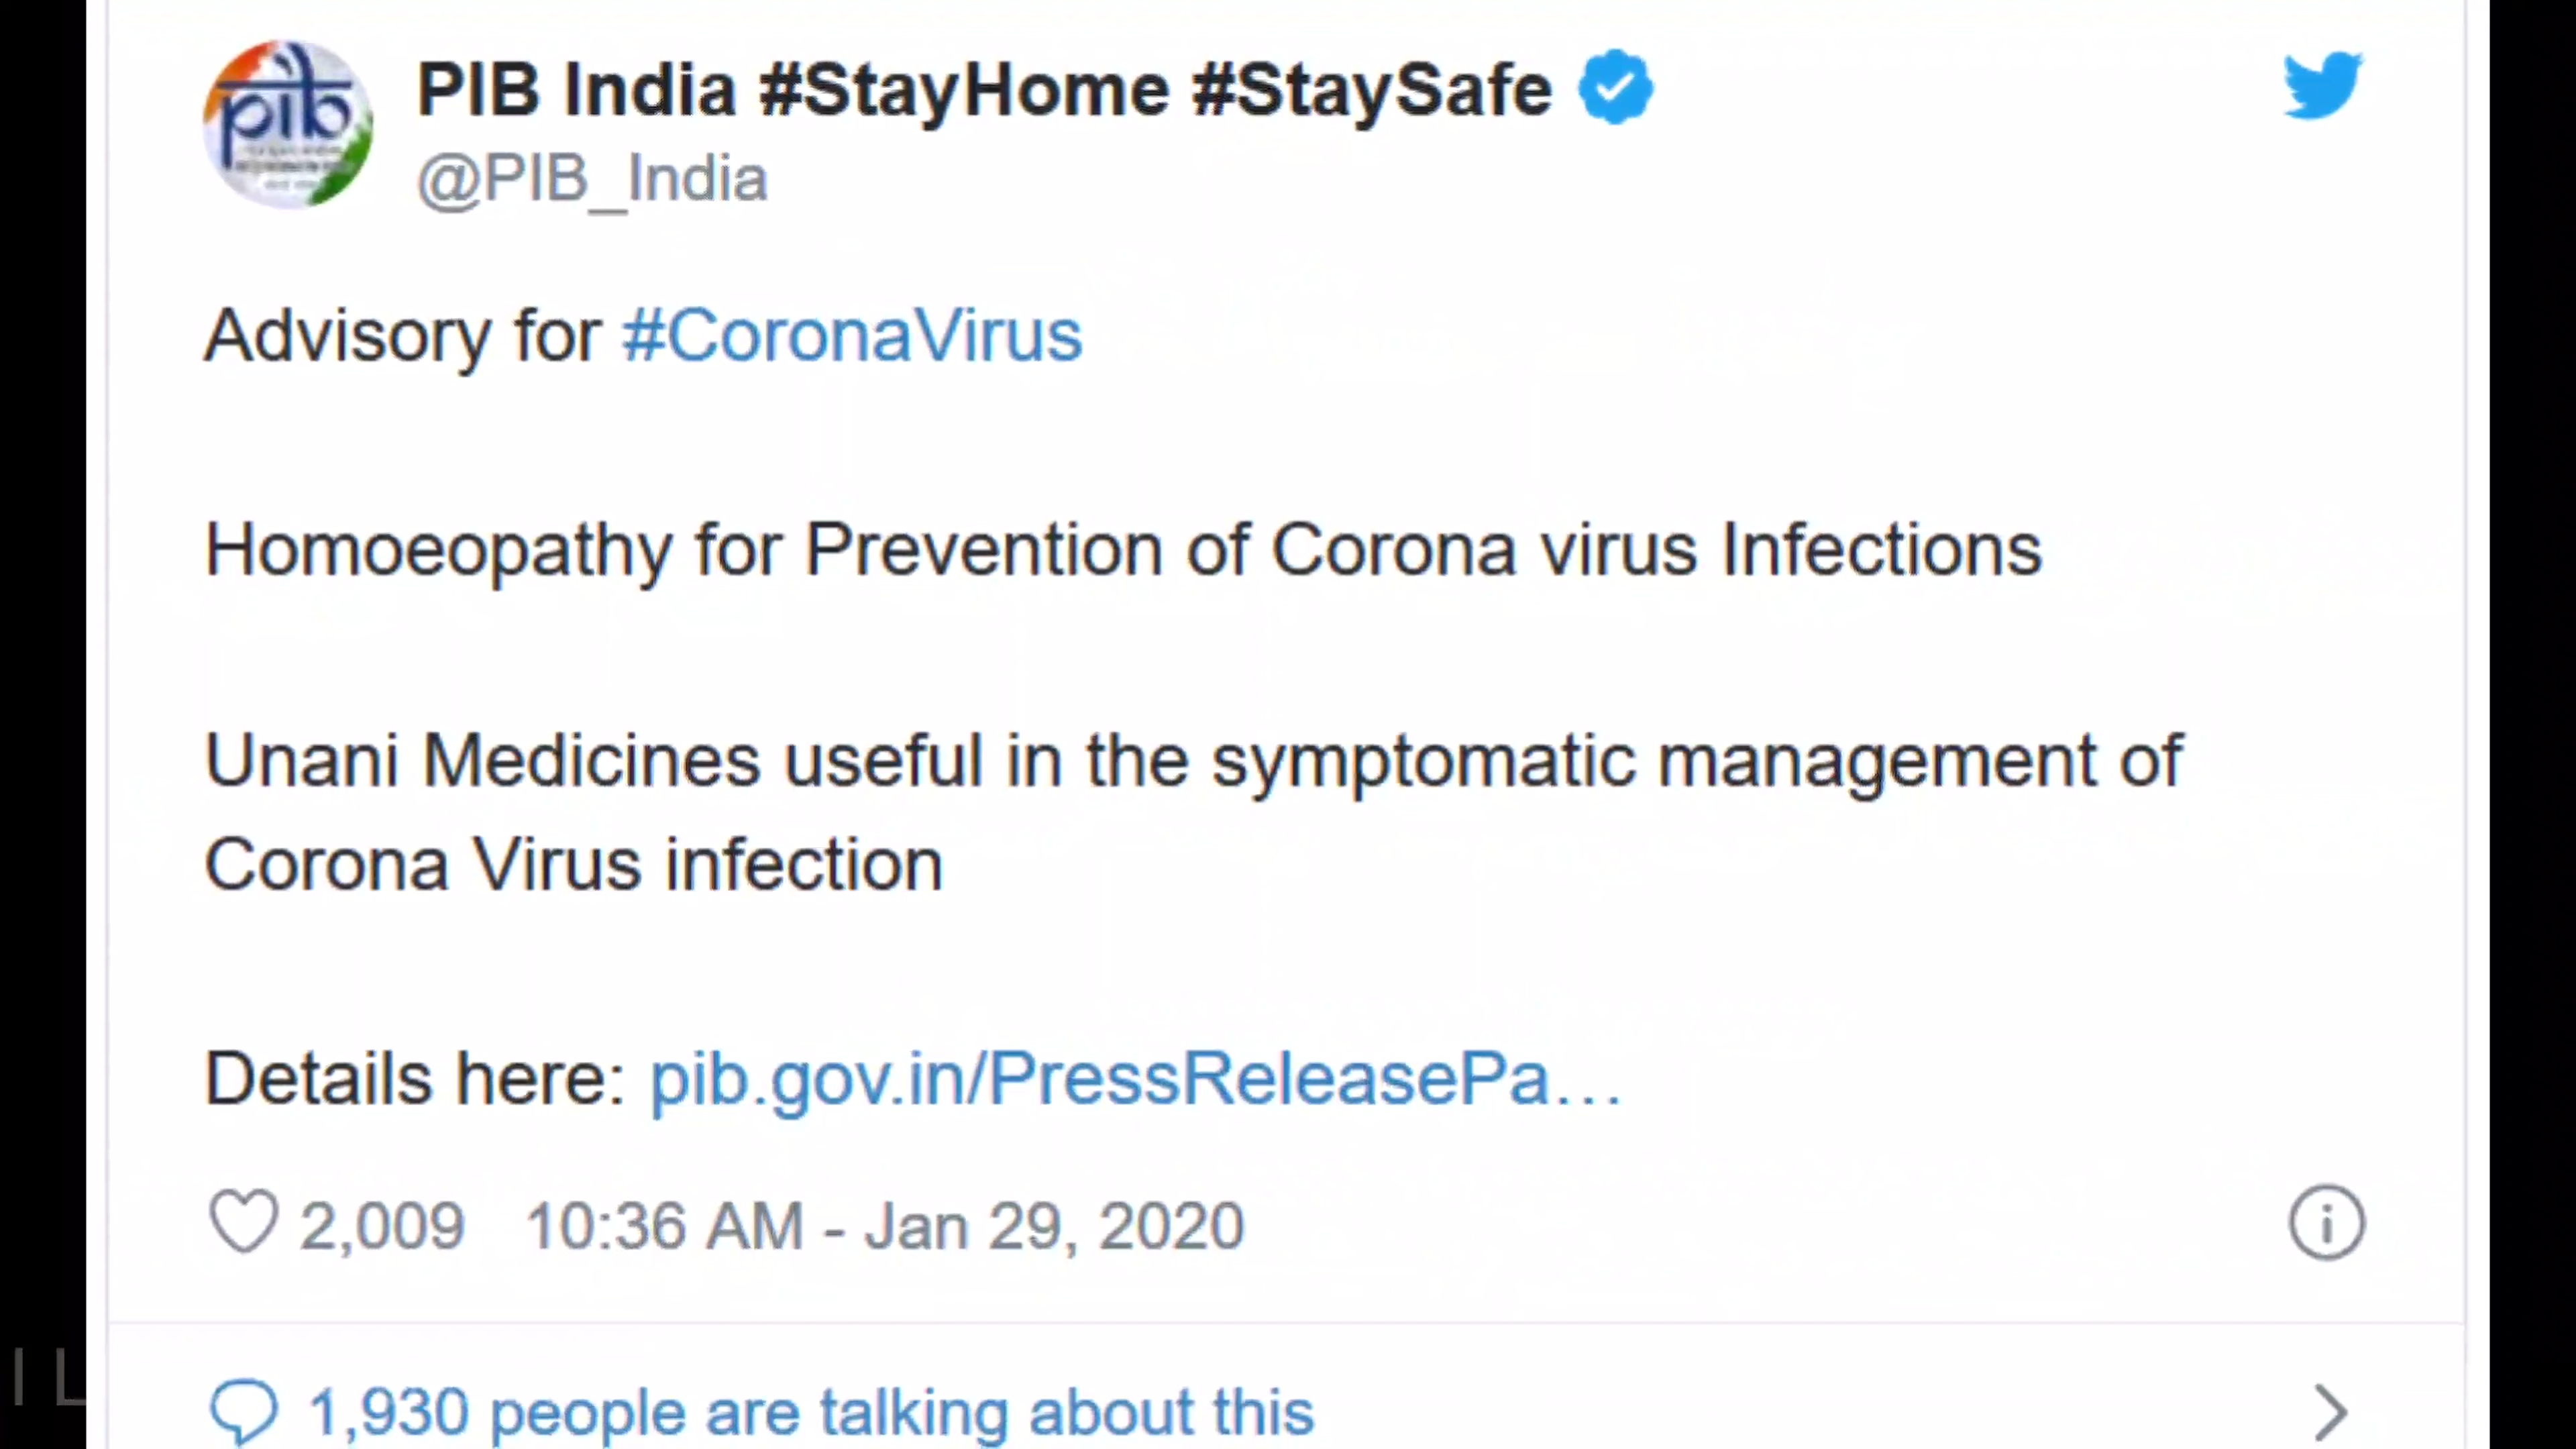 pib
PIB India #StayHome #StaySafe
@PIB_India
Advisory for #CoronaVirus
Homoeopathy for Prevention of Corona virus Infections
Unani Medicines useful in the symptomatic management of
Corona Virus infection
Details here: pib.gov.in/PressReleasePa…
2,009 10:36 AM - Jan 29, 2020
1,930 people are talking about this